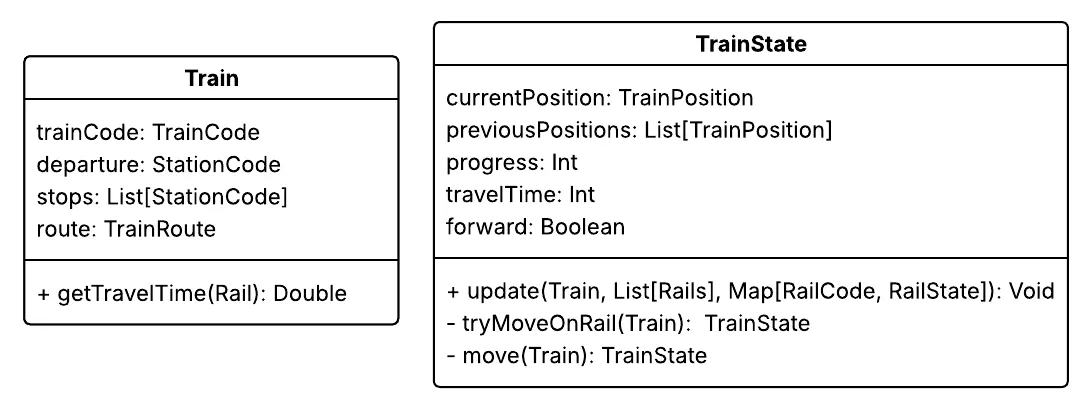 Train
trainCode: TrainCode
departure: StationCode
stops: List[StationCode]
route: TrainRoute
+ getTravelTime(Rail): Double
TrainState
currentPosition: TrainPosition
previousPositions: List[TrainPosition]
progress: Int
travelTime: Int
forward: Boolean
+ update(Train, List[Rails], Map[RailCode, RailState]): Void
- tryMoveOnRail(Train): TrainState
- move(Train): TrainState